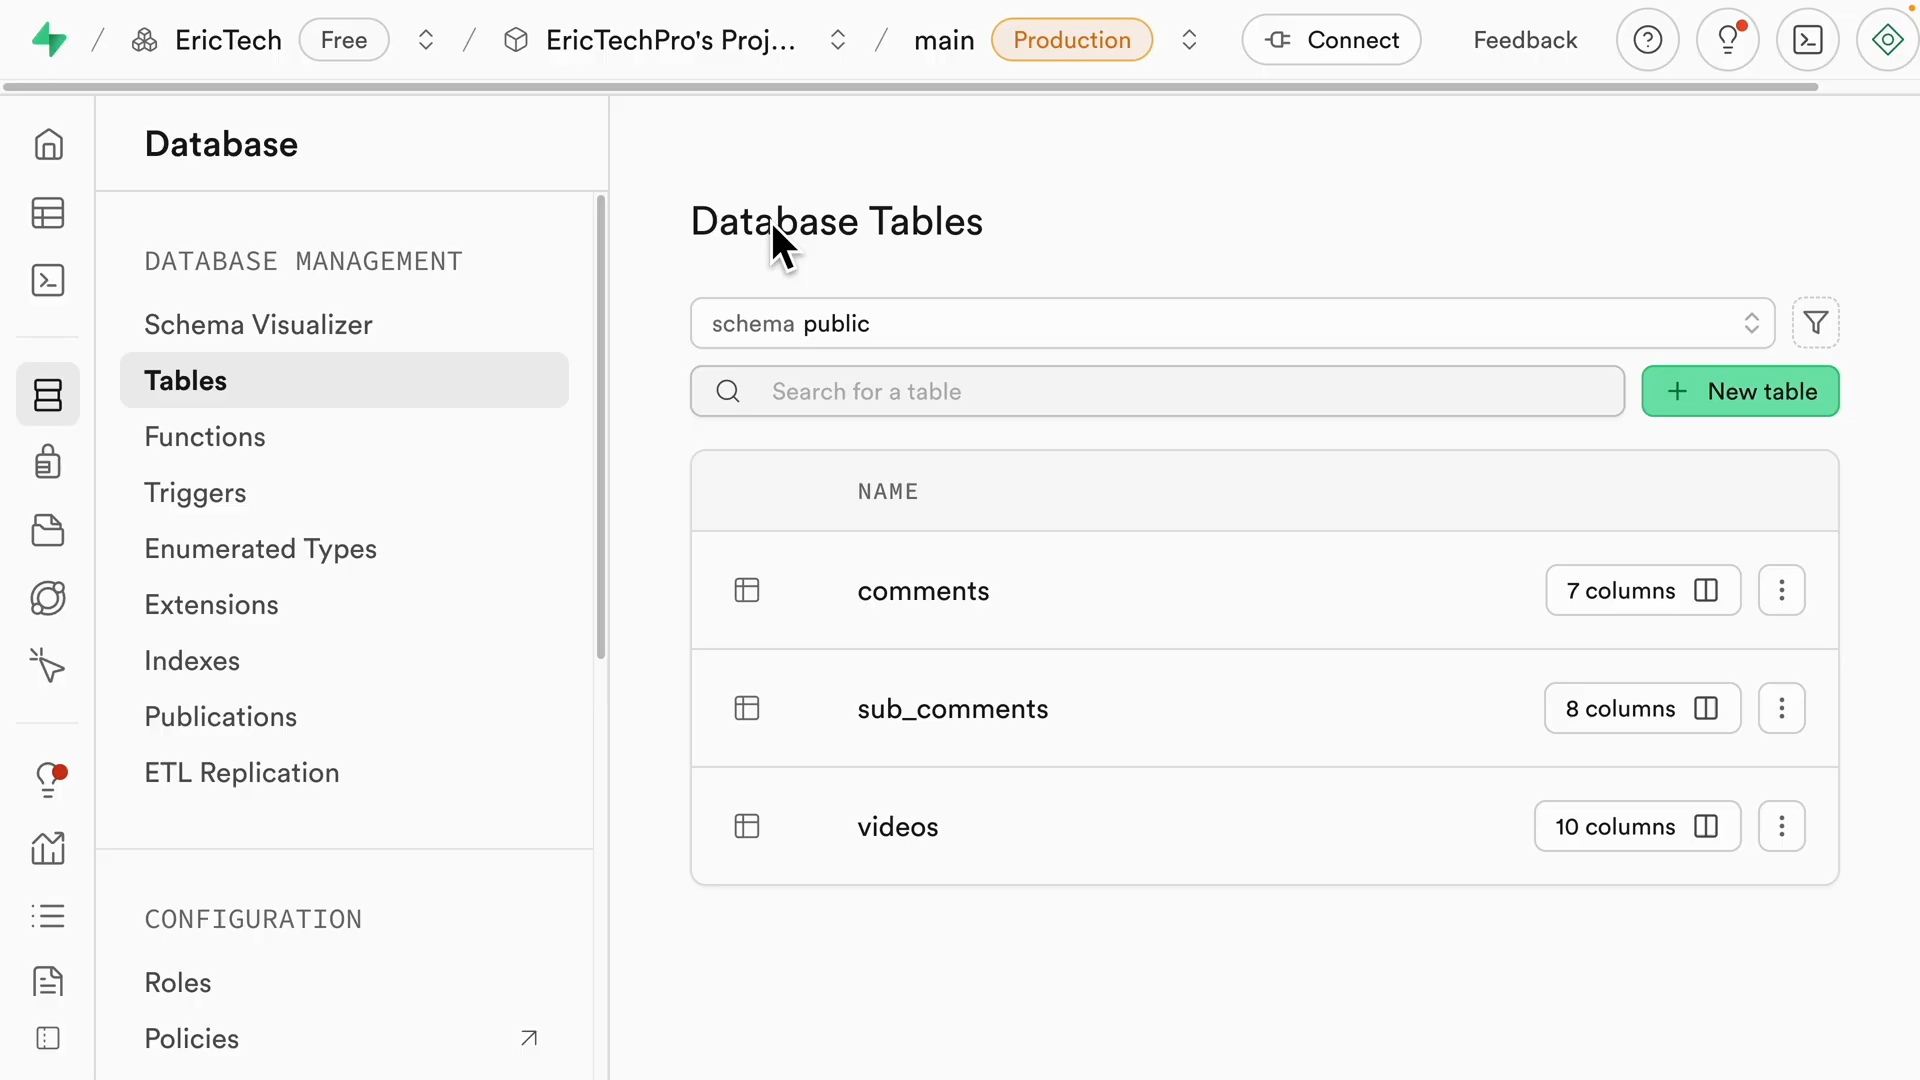 EricTech Free EricTechPro's Proj... main Production Connect Feedback
Database
DATABASE MANAGEMENT
Schema Visualizer
Tables
Functions
Triggers
Enumerated Types
Extensions
Indexes
Publications
ETL Replication
CONFIGURATION
Roles
Policies
Database Tables
schema public
Search for a table
New table
NAME
comments 7 columns
sub_comments 8 columns
videos 10 columns